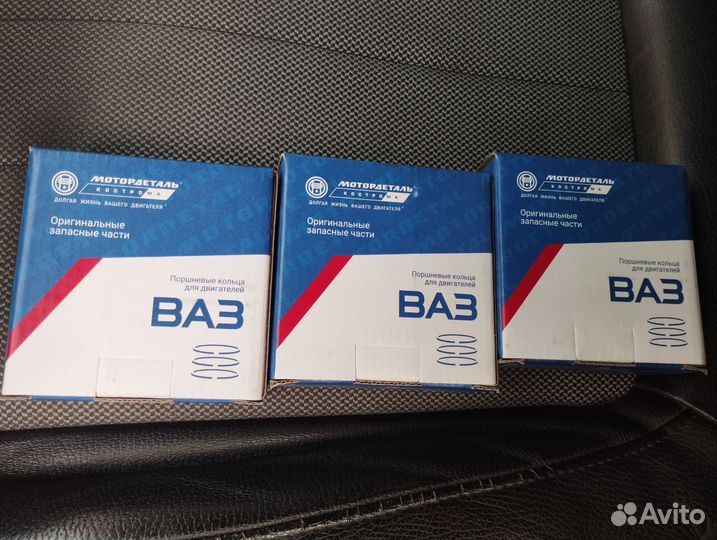 МОТОРДЕТАЛЬ
КОСТРОМА
ДОЛГАЯ ЖИЗНЬ ВАШЕГО ДВИГАТЕЛЯ
Оригинальные
запасные части
Поршневые кольца
для двигателей
ВАЗ
МОТОРДЕТАЛЬ
КОСТРОМА
ДОЛГАЯ ЖИЗНЬ ВАШЕГО ДВИГАТЕЛЯ
Оригинальные
запасные части
Поршневые кольца
для двигателей
ВАЗ
МОТОРДЕТАЛЬ
КОСТРОМА
ДОЛГАЯ ЖИЗНЬ ВАШЕГО ДВИГАТЕЛЯ
Оригинальные
запасные части
Поршневые кольца
для двигателей
ВАЗ
Avito